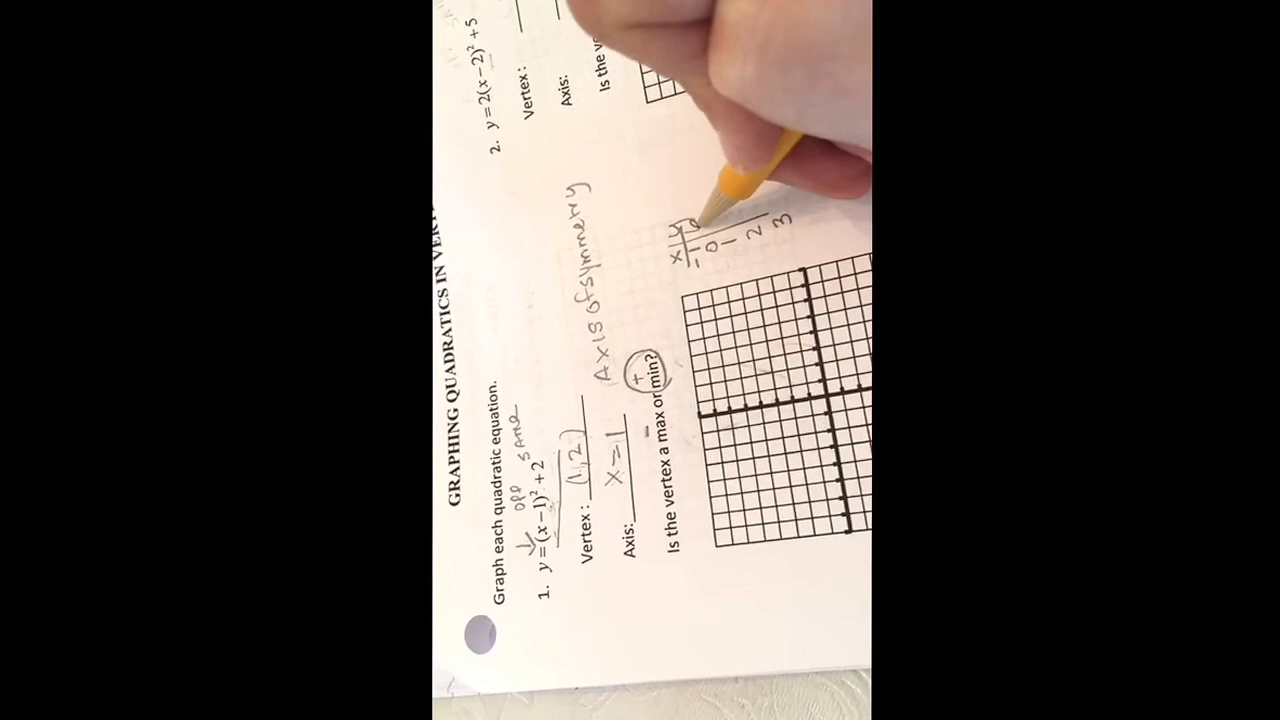 GRAPHING QUADRATICS IN VERT
Graph each quadratic equation.
opp same
1. y = (x − 1)² + 2
Vertex : (1,2)
Axis: x = 1
Axis of symmetry
- +
Is the vertex a max or min?
x | y
-1 6
0
1
2
3
2. y = 2(x − 2)² + 5
Vertex :
Axis:
Is the